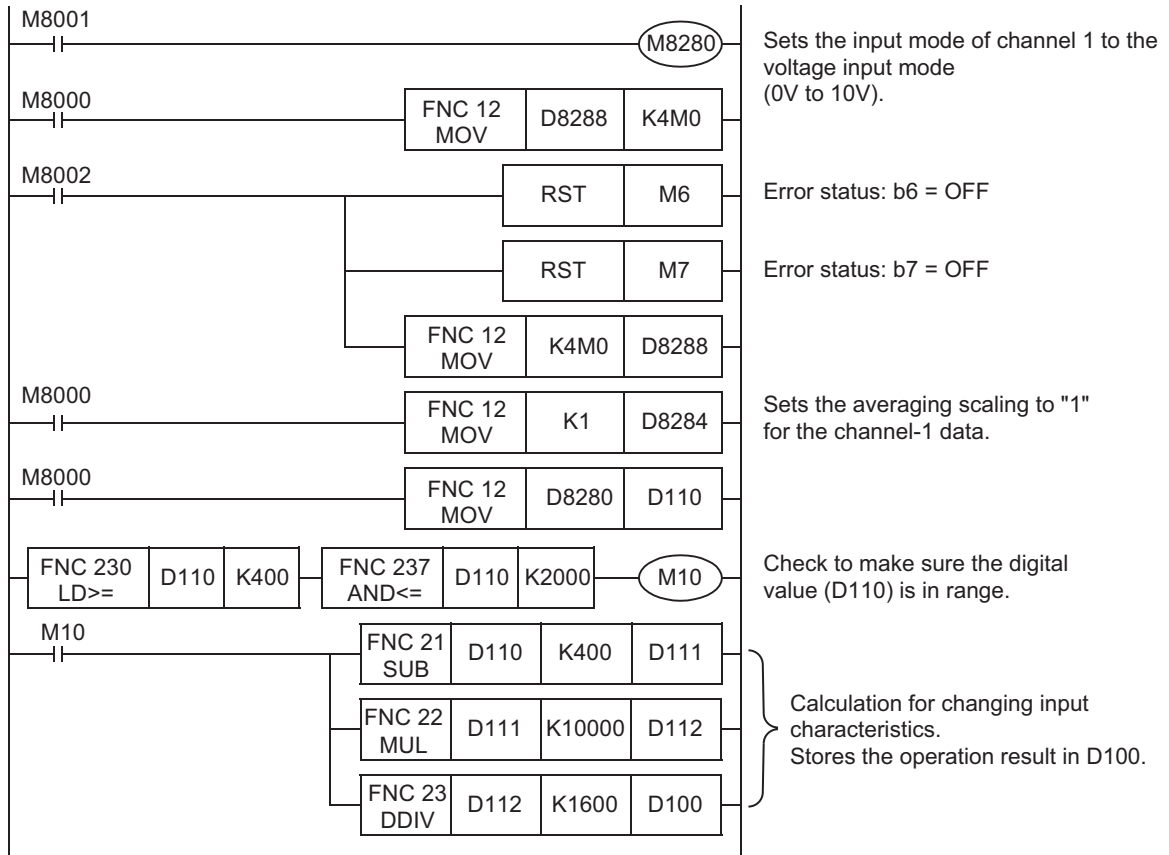 M8001
M8280
Sets the input mode of channel 1 to the
voltage input mode
(0V to 10V).
M8000
FNC 12
MOV
D8288
K4M0
M8002
RST
M6
Error status: b6 = OFF
RST
M7
Error status: b7 = OFF
FNC 12
MOV
K4M0
D8288
M8000
FNC 12
MOV
K1
D8284
Sets the averaging scaling to "1"
for the channel-1 data.
M8000
FNC 12
MOV
D8280
D110
FNC 230
LD>=
D110
K400
FNC 237
AND<=
D110
K2000
M10
Check to make sure the digital
value (D110) is in range.
M10
FNC 21
SUB
D110
K400
D111
FNC 22
MUL
D111
K10000
D112
FNC 23
DDIV
D112
K1600
D100
Calculation for changing input
characteristics.
Stores the operation result in D100.